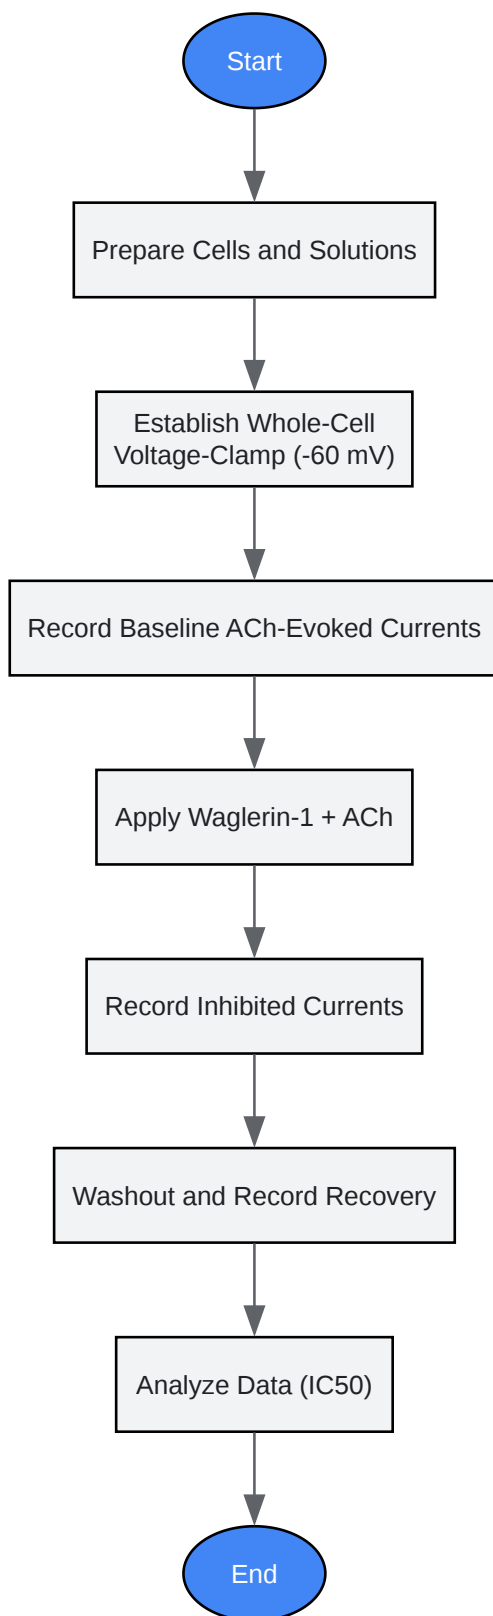 Start
Prepare Cells and Solutions
Establish Whole-Cell
Voltage-Clamp (-60 mV)
Record Baseline ACh-Evoked Currents
Apply Waglerin-1 + ACh
Record Inhibited Currents
Washout and Record Recovery
Analyze Data (IC50)
End